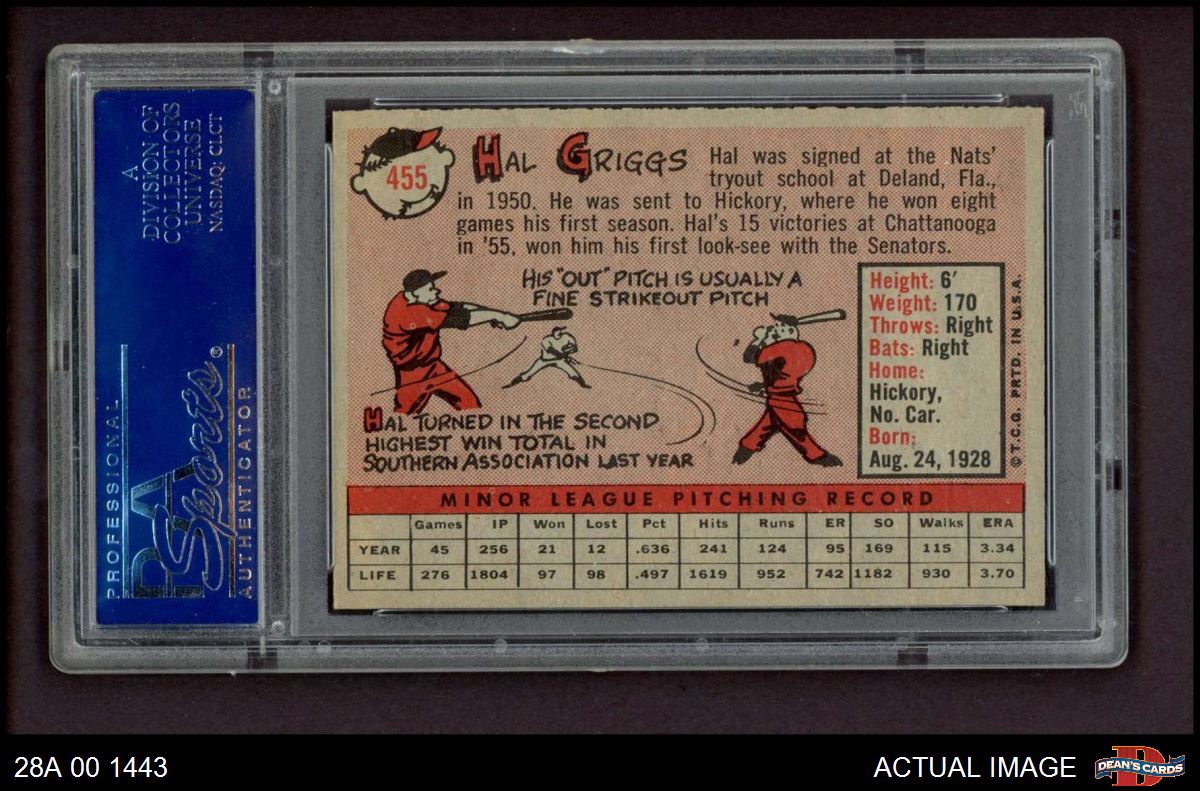 A
DIVISION OF
COLLECTORS
UNIVERSE
NASDAQ: CLCT
PROFESSIONAL
PSA
Sports®
AUTHENTICATOR
455
HAL GRIGGS
Hal was signed at the Nats'
tryout school at Deland, Fla.,
in 1950. He was sent to Hickory, where he won eight
games his first season. Hal's 15 victories at Chattanooga
in '55, won him his first look-see with the Senators.
HIS "OUT" PITCH IS USUALLY A
FINE STRIKEOUT PITCH
HAL TURNED IN THE SECOND
HIGHEST WIN TOTAL IN
SOUTHERN ASSOCIATION LAST YEAR
Height: 6'
Weight: 170
Throws: Right
Bats: Right
Home:
Hickory,
No. Car.
Born:
Aug. 24, 1928
© T.C.G. PRTD. IN U.S.A.
MINOR LEAGUE PITCHING RECORD
Games IP Won Lost Pct Hits Runs ER SO Walks ERA
YEAR 45 256 21 12 .636 241 124 95 169 115 3.34
LIFE 276 1804 97 98 .497 1619 952 742 1182 930 3.70
28A 00 1443
ACTUAL IMAGE
DEAN'S CARDS